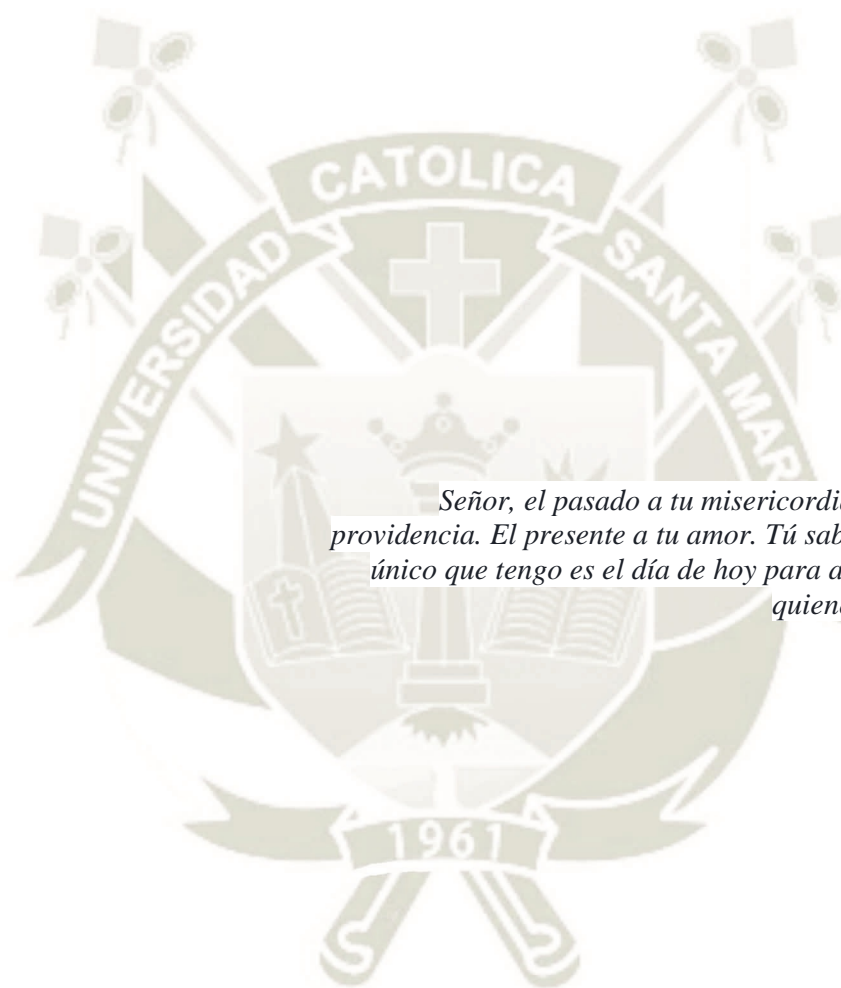 UNIVERSIDAD CATOLICA SANTA MAR
Señor, el pasado a tu misericordi
providencia. El presente a tu amor. Tú sab
único que tengo es el día de hoy para a
quien
1961